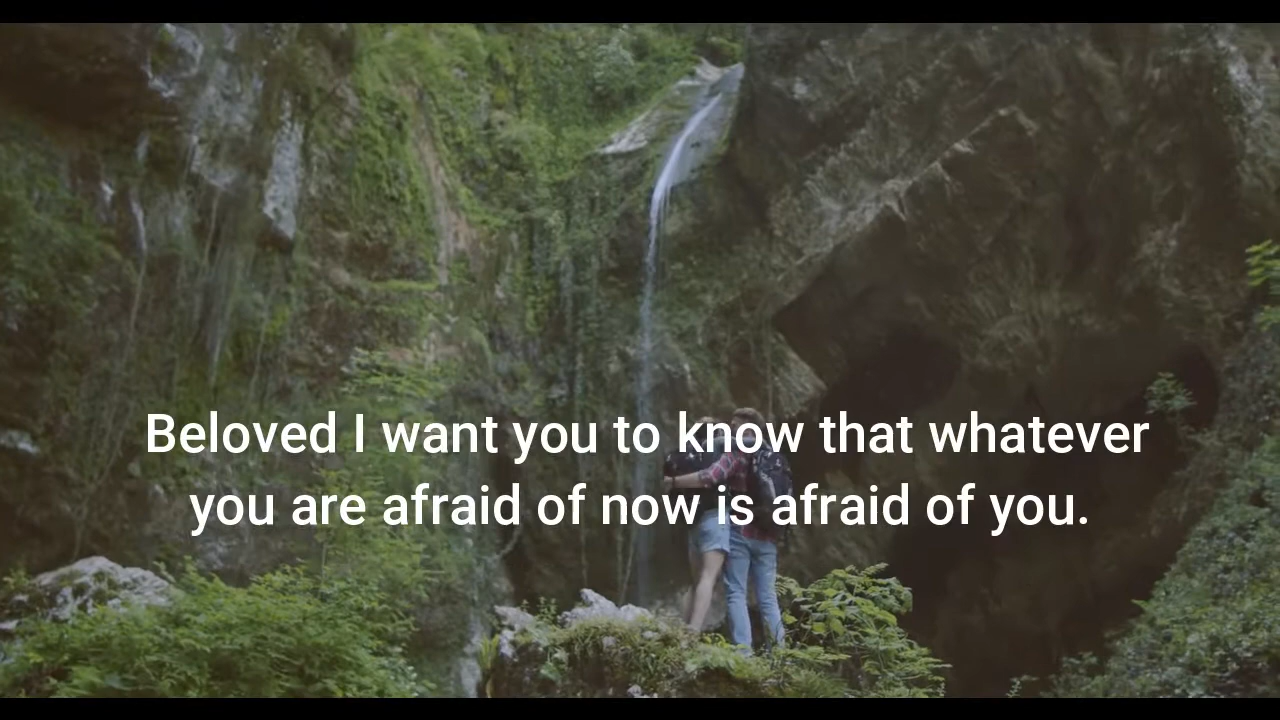 Beloved I want you to know that whatever
you are afraid of now is afraid of you.